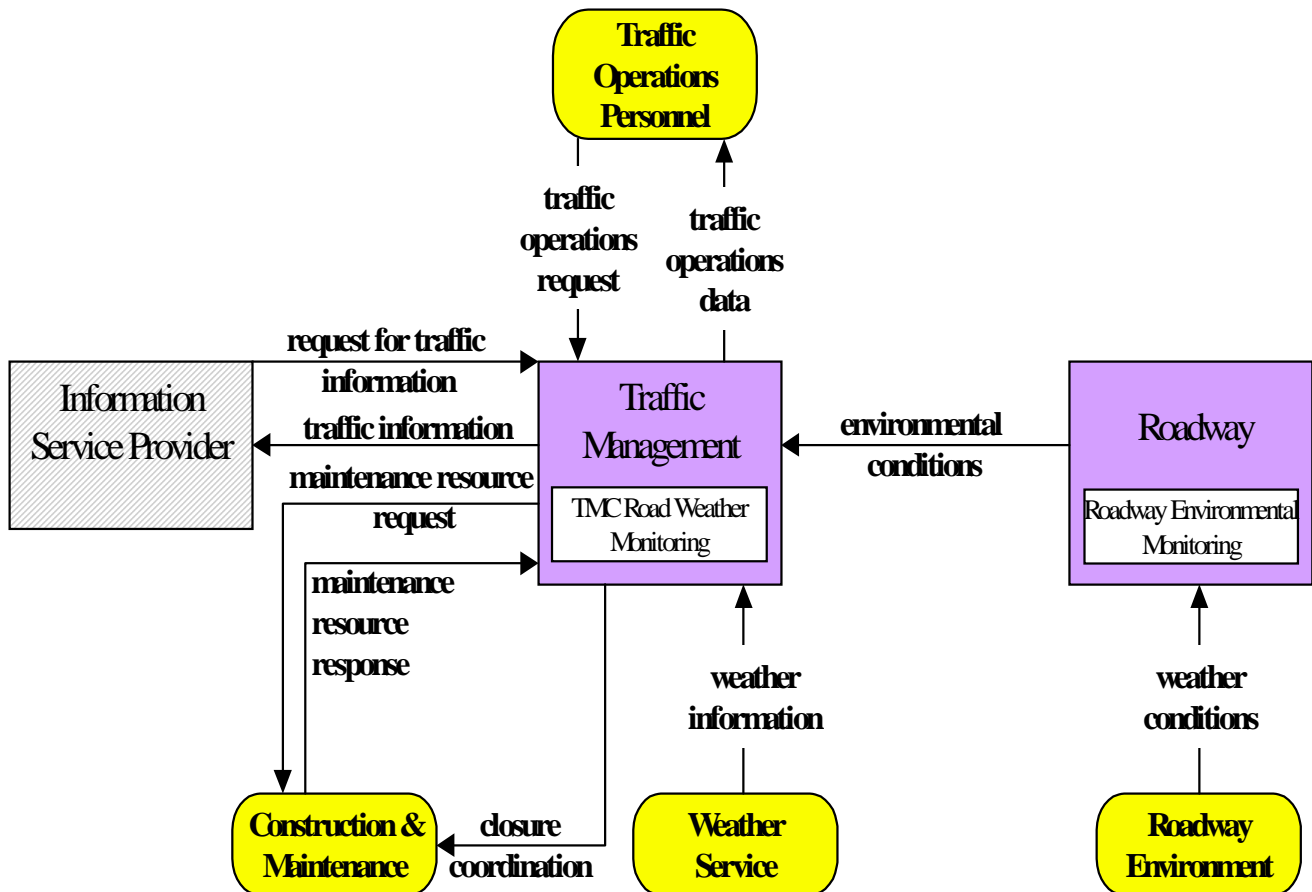 Traffic
Operations
Personnel
traffic
operations
request
traffic
operations
data
request for traffic
information
Information
Service Provider
traffic information
maintenance resource
request
Traffic
Management
TMC Road Weather
Monitoring
environmental
conditions
Roadway
Roadway Environmental
Monitoring
maintenance
resource
response
weather
information
weather
conditions
Construction &
Maintenance
closure
coordination
Weather
Service
Roadway
Environment